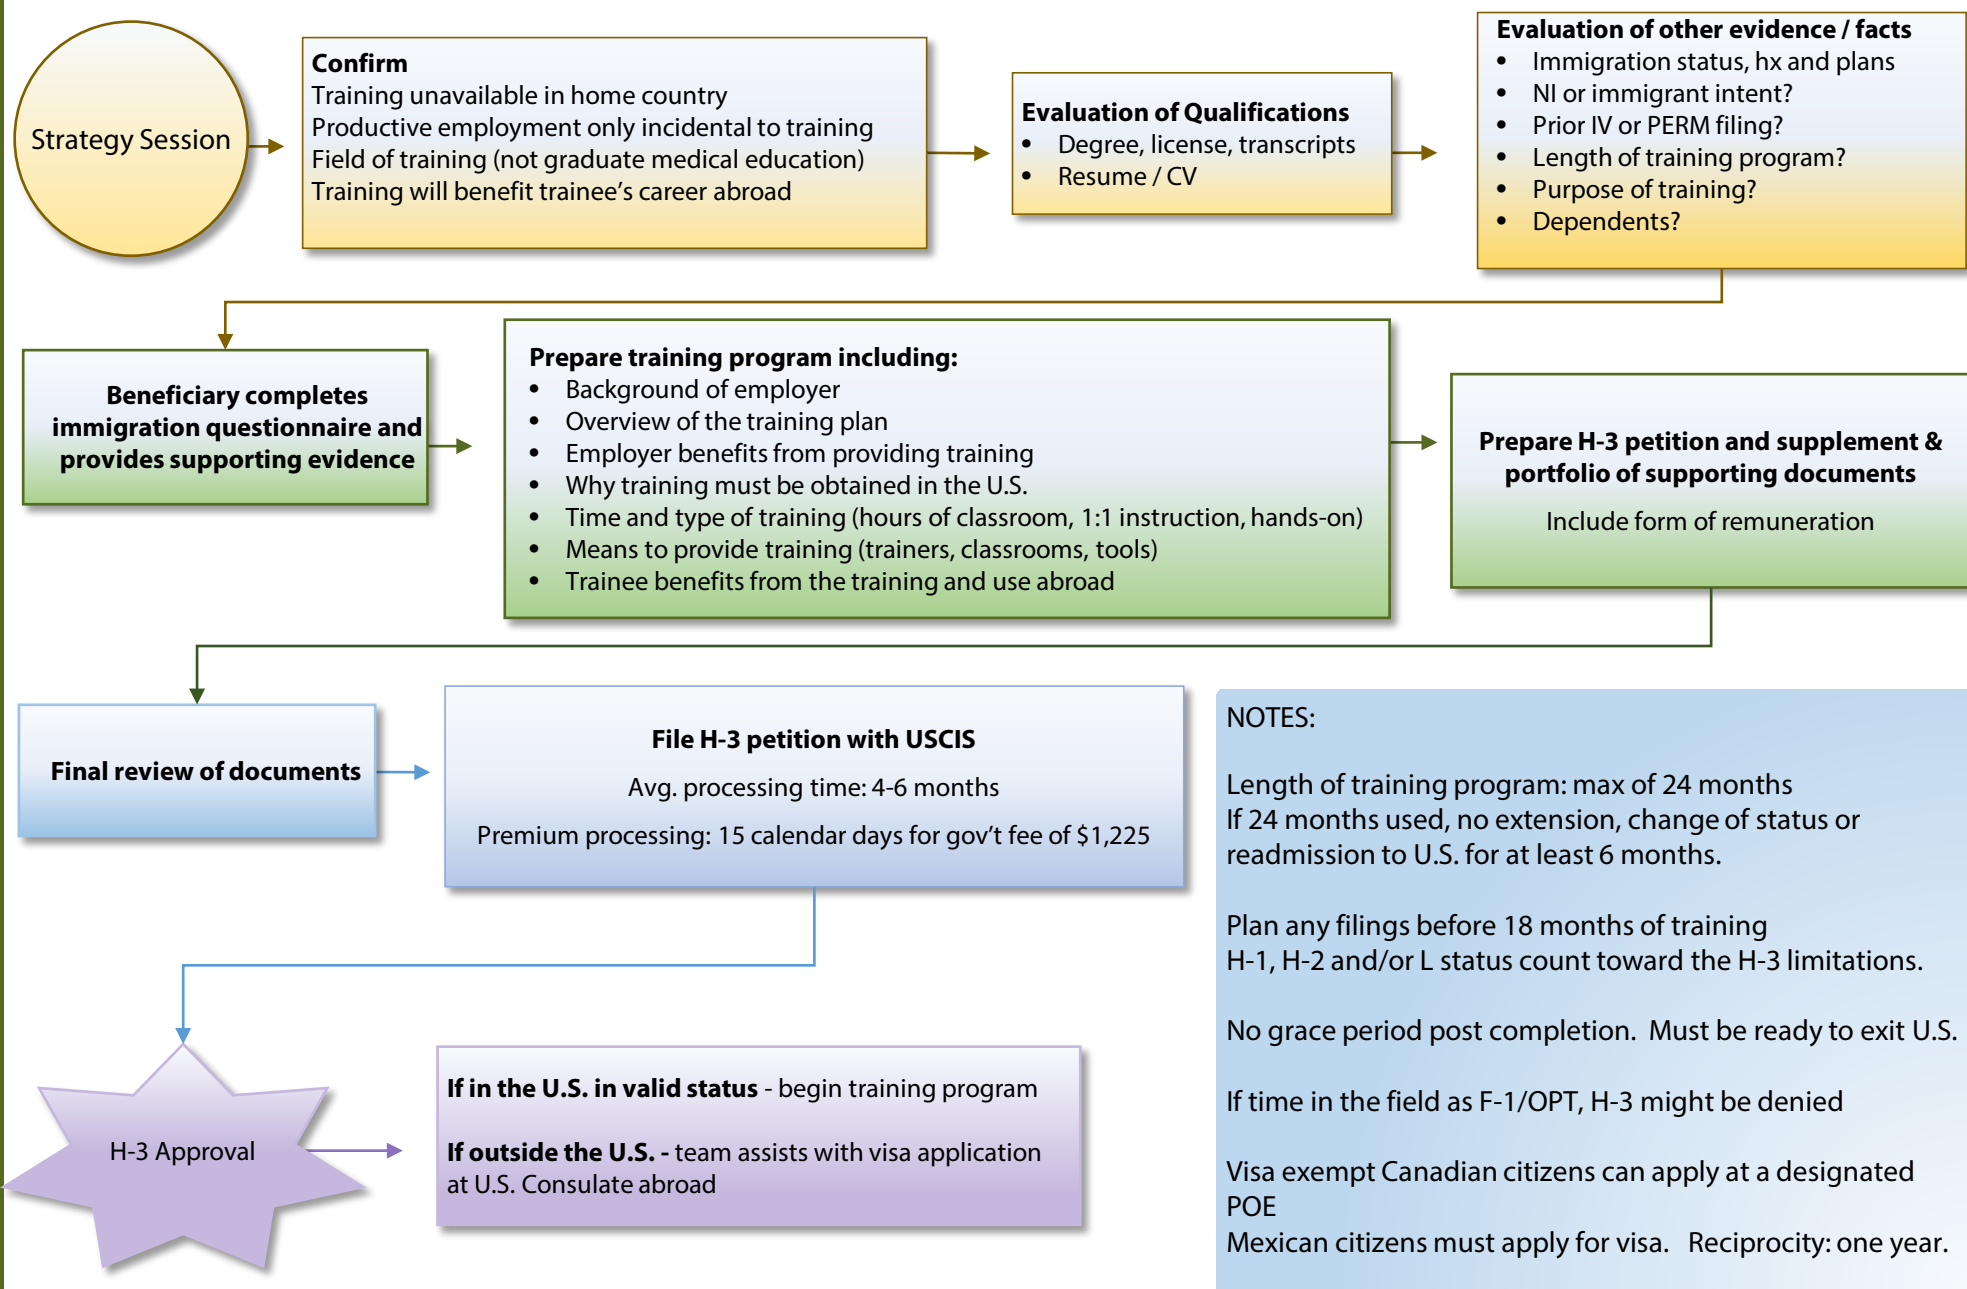 Strategy Session
Confirm
Training unavailable in home country
Productive employment only incidental to training
Field of training (not graduate medical education)
Training will benefit trainee's career abroad
Evaluation of Qualifications
• Degree, license, transcripts
• Resume / CV
Evaluation of other evidence / facts
• Immigration status, hx and plans
• NI or immigrant intent?
• Prior IV or PERM filing?
• Length of training program?
• Purpose of training?
• Dependents?
Beneficiary completes
immigration questionnaire and
provides supporting evidence
Prepare training program including:
• Background of employer
• Overview of the training plan
• Employer benefits from providing training
• Why training must be obtained in the U.S.
• Time and type of training (hours of classroom, 1:1 instruction, hands-on)
• Means to provide training (trainers, classrooms, tools)
• Trainee benefits from the training and use abroad
Prepare H-3 petition and supplement &
portfolio of supporting documents
Include form of remuneration
Final review of documents
File H-3 petition with USCIS
Avg. processing time: 4-6 months
Premium processing: 15 calendar days for gov't fee of $1,225
H-3 Approval
If in the U.S. in valid status - begin training program
If outside the U.S. - team assists with visa application
at U.S. Consulate abroad
NOTES:
Length of training program: max of 24 months
If 24 months used, no extension, change of status or
readmission to U.S. for at least 6 months.
Plan any filings before 18 months of training
H-1, H-2 and/or L status count toward the H-3 limitations.
No grace period post completion. Must be ready to exit U.S.
If time in the field as F-1/OPT, H-3 might be denied
Visa exempt Canadian citizens can apply at a designated
POE
Mexican citizens must apply for visa. Reciprocity: one year.